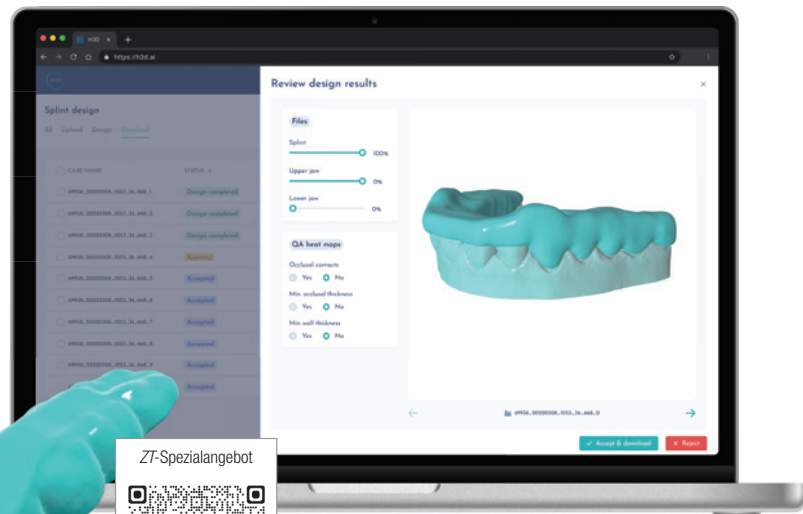 H3D
https://h3d.ai
Review design results
Splint design
All Upload Design Download
Files
Splint
100%
Upper jaw
0%
Lower jaw
0%
CASE NAME STATUS
Design completed
Design completed
Design completed
Rejected
Accepted
Accepted
Accepted
Accepted
Accepted
Accepted
QA heat maps
Occlusal contacts
Yes No
Min. occlusal thickness
Yes No
Min wall thickness
Yes No
Accept & download
Reject
ZT-Spezialangebot